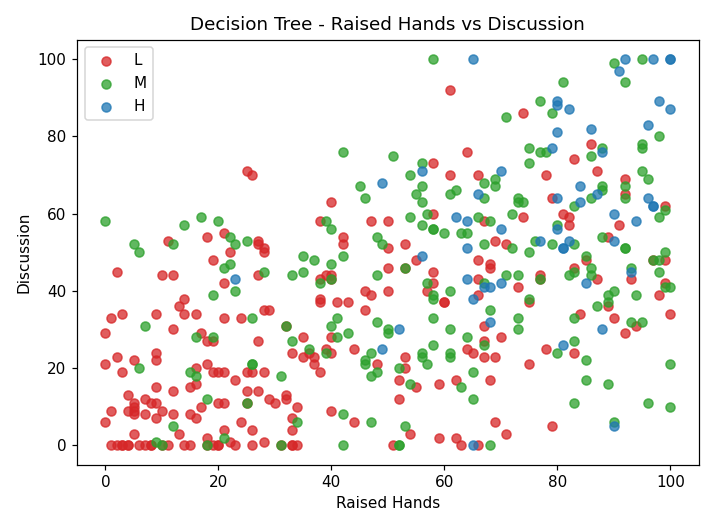 Decision Tree - Raised Hands vs Discussion
L
M
H
Discussion
100
80
60
40
20
0
0 20 40 60 80 100
Raised Hands